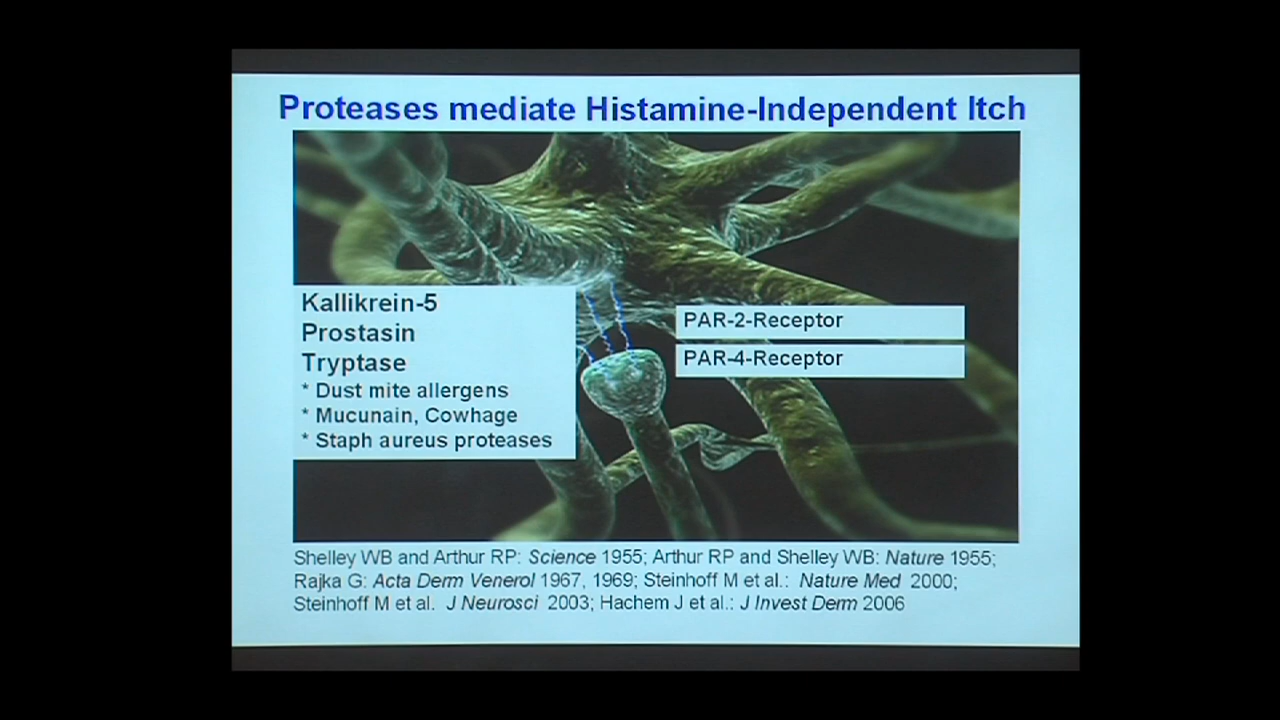 Proteases mediate Histamine-Independent Itch
Kallikrein-5
Prostasin
Tryptase
* Dust mite allergens
* Mucunain, Cowhage
* Staph aureus proteases
PAR-2-Receptor
PAR-4-Receptor
Shelley WB and Arthur RP: Science 1955; Arthur RP and Shelley WB: Nature 1955;
Rajka G: Acta Derm Venerol 1967, 1969; Steinhoff M et al.: Nature Med 2000;
Steinhoff M et al. J Neurosci 2003; Hachem J et al.: J Invest Derm 2006